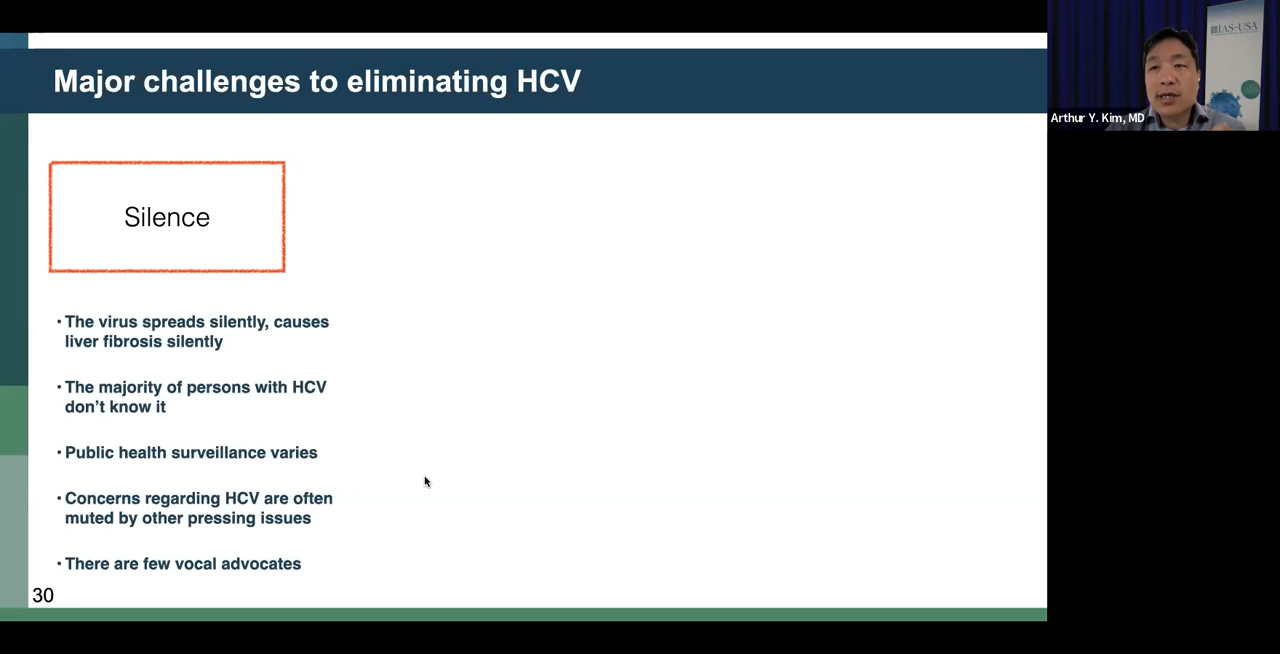 Major challenges to eliminating HCV
Silence
• The virus spreads silently, causes
liver fibrosis silently
• The majority of persons with HCV
don’t know it
• Public health surveillance varies
• Concerns regarding HCV are often
muted by other pressing issues
• There are few vocal advocates
30
IAS–USA
Arthur Y. Kim, MD